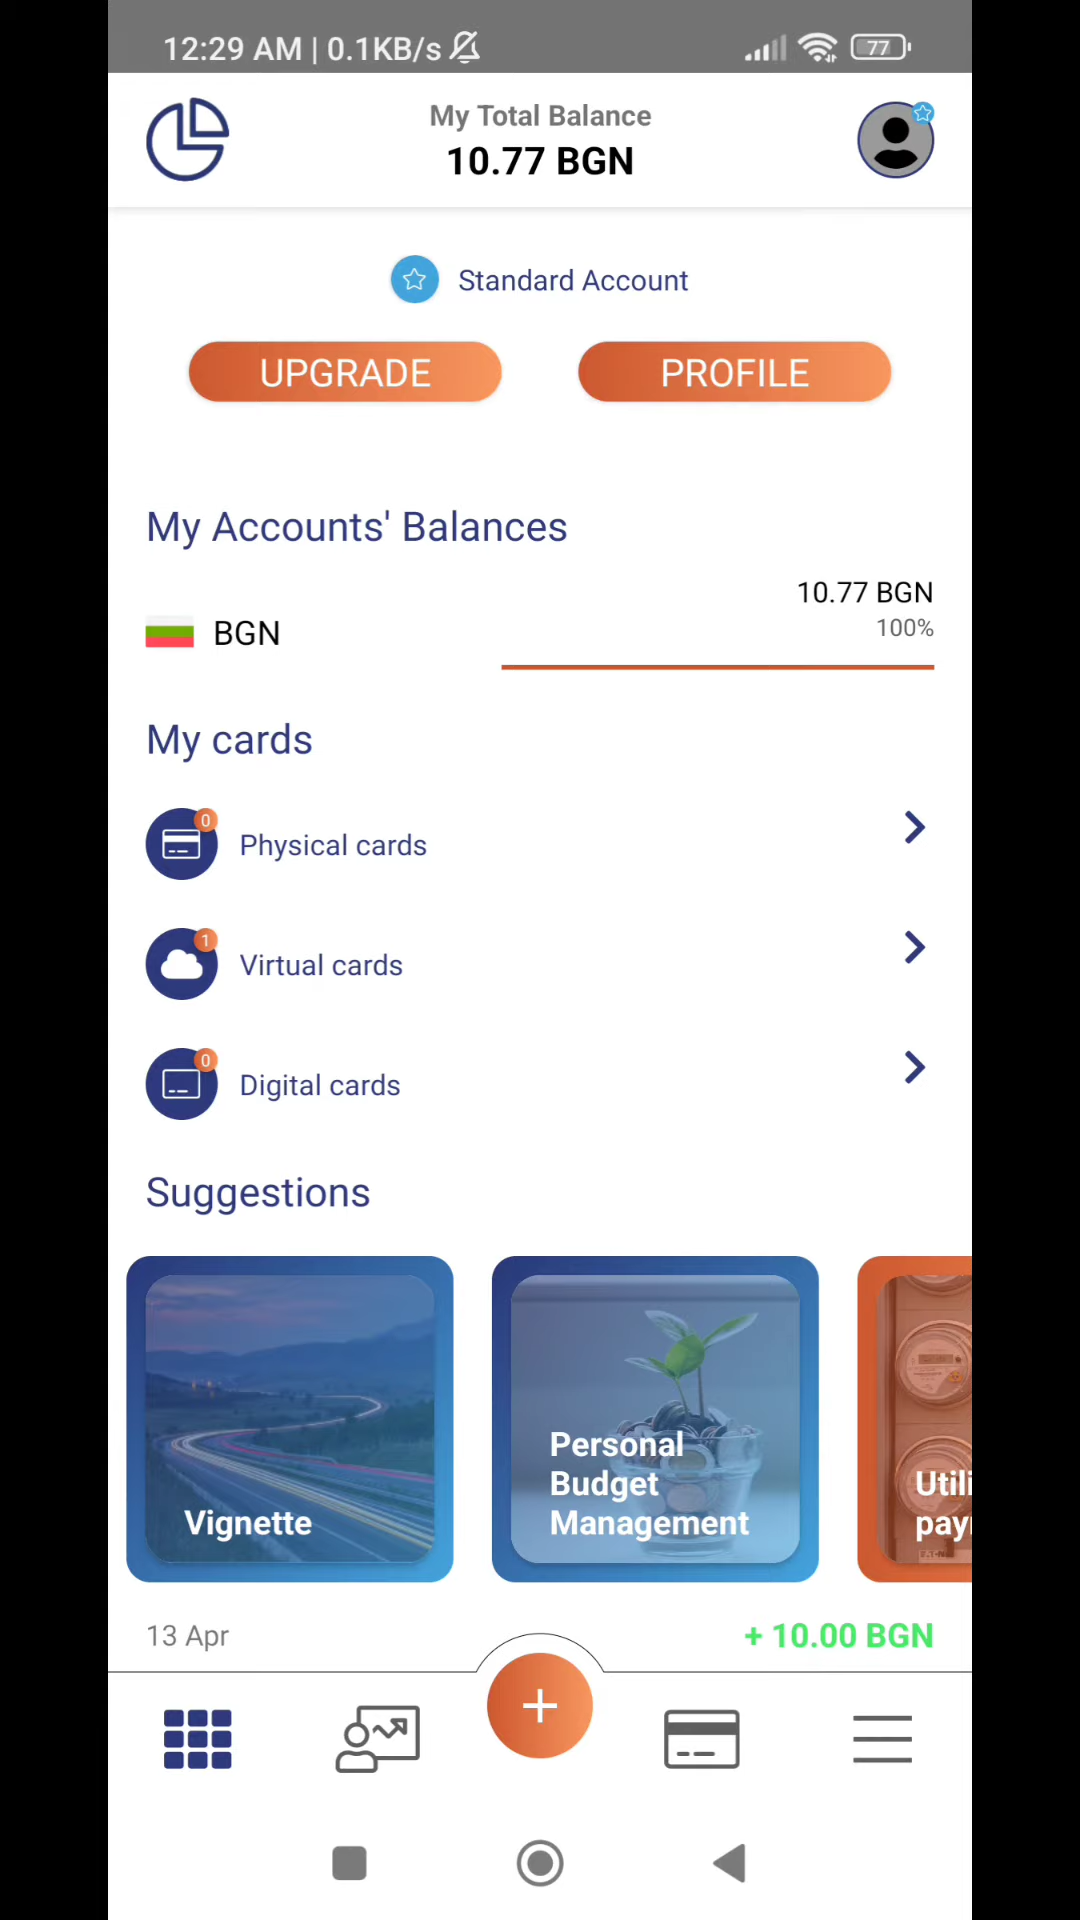 12:29 AM | 0.1KB/s
77
My Total Balance
10.77 BGN
Standard Account
UPGRADE
PROFILE
My Accounts' Balances
10.77 BGN
BGN
100%
My cards
0
Physical cards
1
Virtual cards
0
Digital cards
Suggestions
Vignette
Personal
Budget
Management
Utili
pay
13 Apr
+ 10.00 BGN